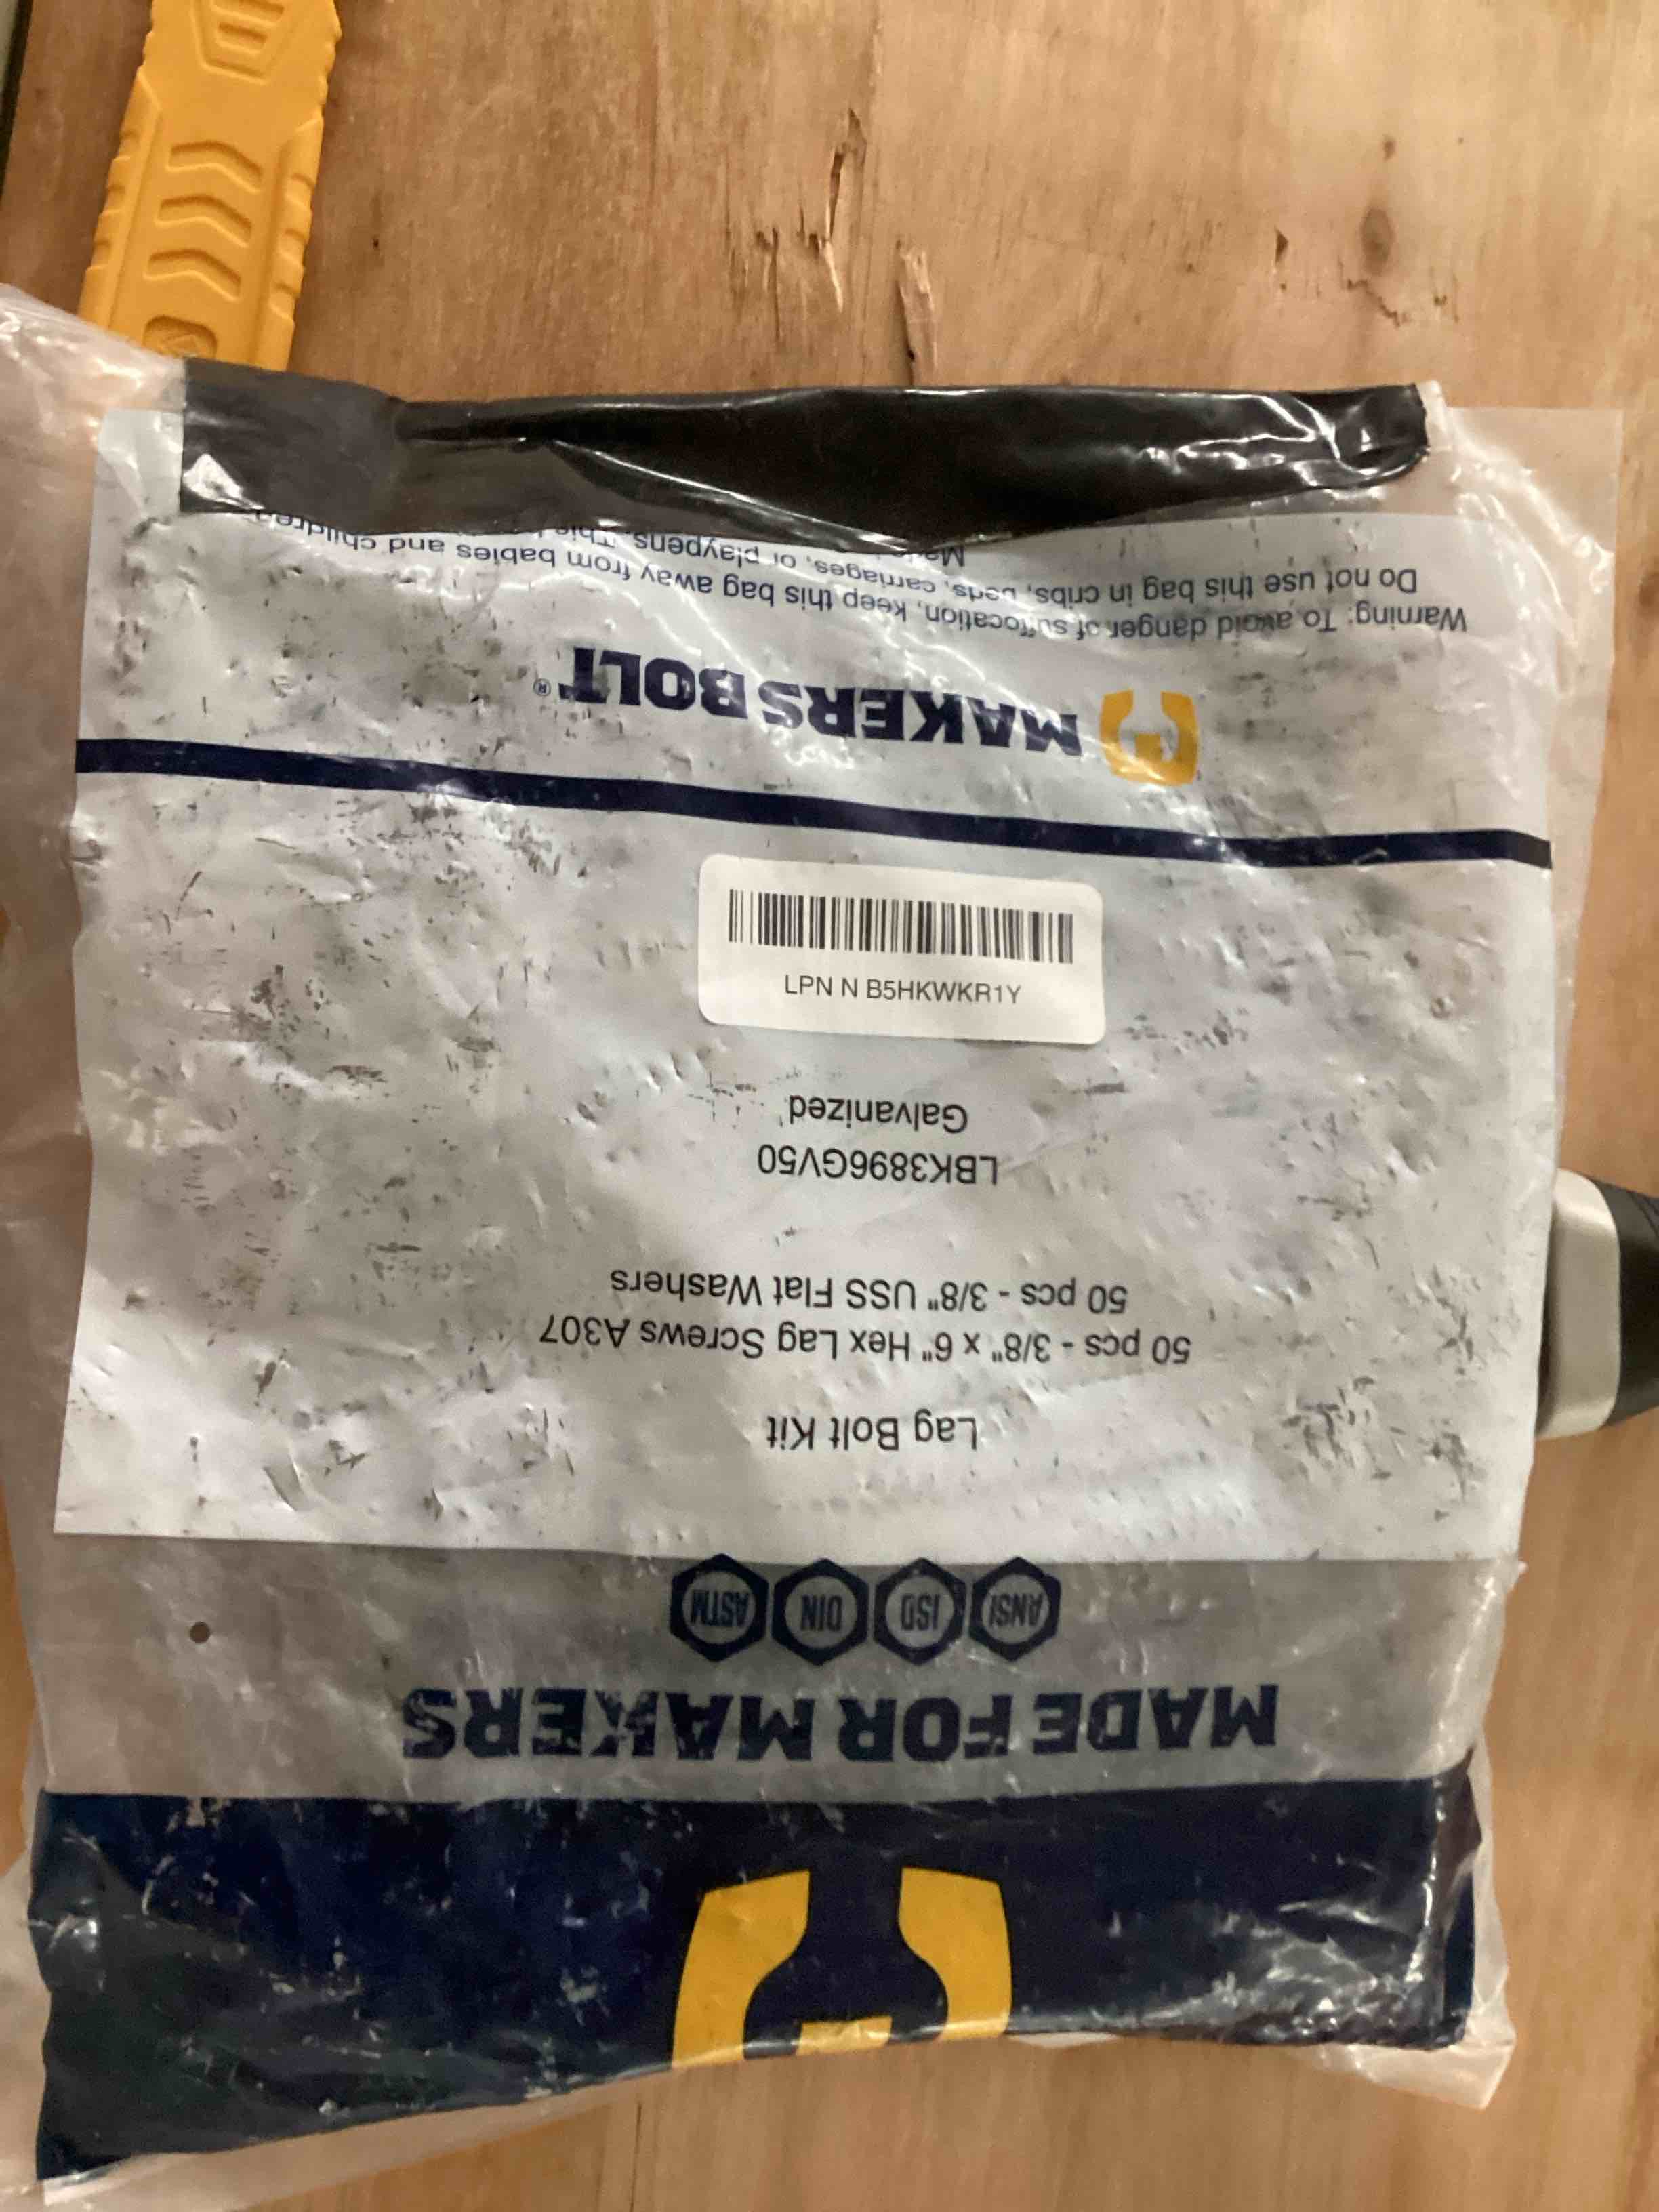 MADE FOR MAKERS
ANSI ISO DIN ASTM
Lag Bolt Kit
50 pcs - 3/8" x 6" Hex Lag Screws A307
50 pcs - 3/8" USS Flat Washers
LBK3896GV50
Galvanized
LPN N B5HKWKR1Y
MAKERS BOLT®
Warning: To avoid danger of suffocation, keep this bag away from babies and children.
Do not use this bag in cribs, beds, carriages, or playpens. This